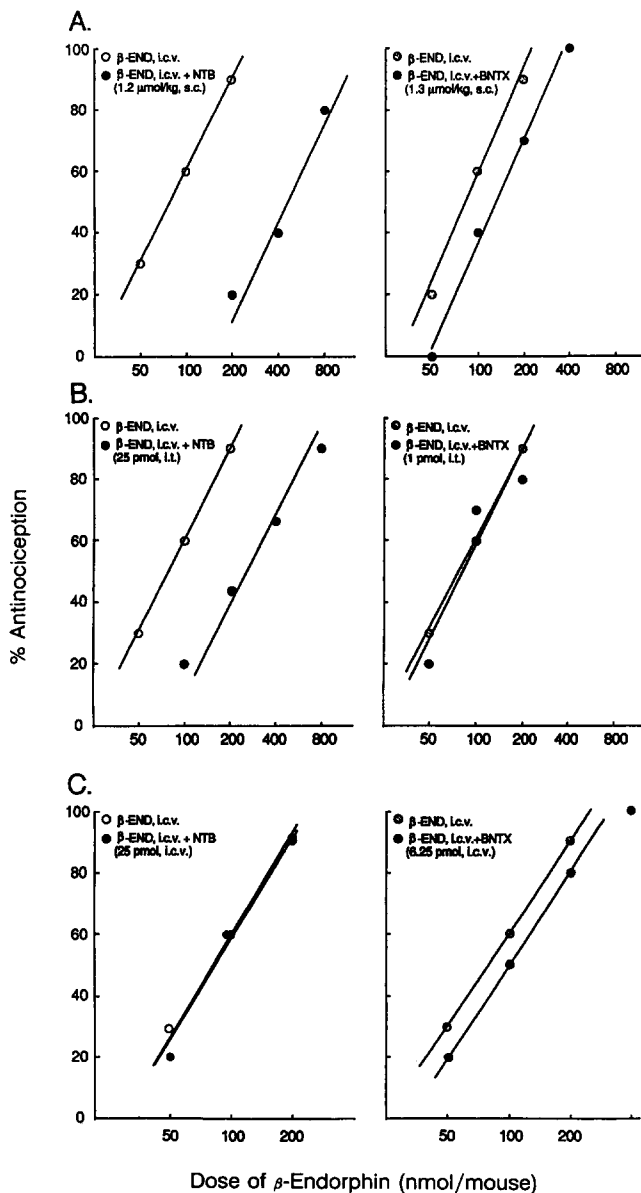 A.
β-END, i.c.v.
β-END, i.c.v. + NTB
(1.2 μmol/kg, s.c.)
100
80
60
40
20
0
50 100 200 400 800
β-END, i.c.v.
β-END, i.c.v.+BNTX
(1.3 μmol/kg, s.c.)
50 100 200 400 800
B.
β-END, i.c.v.
β-END, i.c.v. + NTB
(25 pmol, i.t.)
100
80
60
40
20
0
50 100 200 400 800
β-END, i.c.v.
β-END, i.c.v.+BNTX
(1 pmol, i.t.)
50 100 200 400 800
% Antinociception
C.
β-END, i.c.v.
β-END, i.c.v. + NTB
(25 pmol, i.c.v.)
100
80
60
40
20
0
50 100 200
β-END, i.c.v.
β-END, i.c.v.+BNTX
(6.25 pmol, i.c.v.)
50 100 200
Dose of β-Endorphin (nmol/mouse)